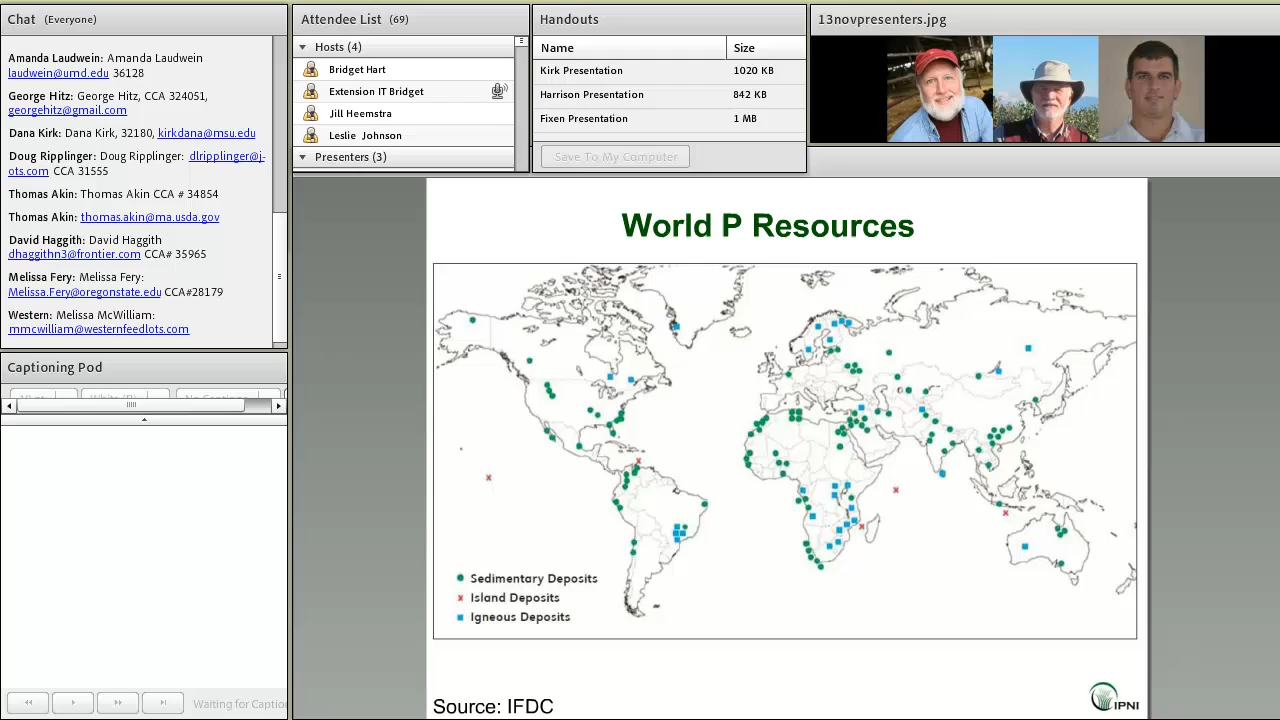 Chat (Everyone)
Amanda Laudwein: Amanda Laudwein
laudwein@umd.edu 36128
George Hitz: George Hitz, CCA 324051,
georgehitz@gmail.com
Dana Kirk: Dana Kirk, 32180, kirkdana@msu.edu
Doug Ripplinger: Doug Ripplinger: dlripplinger@j-
ots.com CCA 31555
Thomas Akin: Thomas Akin CCA # 34854
Thomas Akin: thomas.akin@ma.usda.gov
David Haggith: David Haggith
dhaggithn3@frontier.com CCA# 35965
Melissa Fery: Melissa Fery:
Melissa.Fery@oregonstate.edu CCA#28179
Western: Melissa McWilliam:
mmcwilliam@westernfeedlots.com
Captioning Pod
Waiting for Captio
Attendee List (69)
Hosts (4)
Bridget Hart
Extension IT Bridget
Jill Heemstra
Leslie Johnson
Presenters (3)
Handouts
Name Size
Kirk Presentation 1020 KB
Harrison Presentation 842 KB
Fixen Presentation 1 MB
Save To My Computer
13novpresenters.jpg
World P Resources
Sedimentary Deposits
Island Deposits
Igneous Deposits
Source: IFDC
IPNI